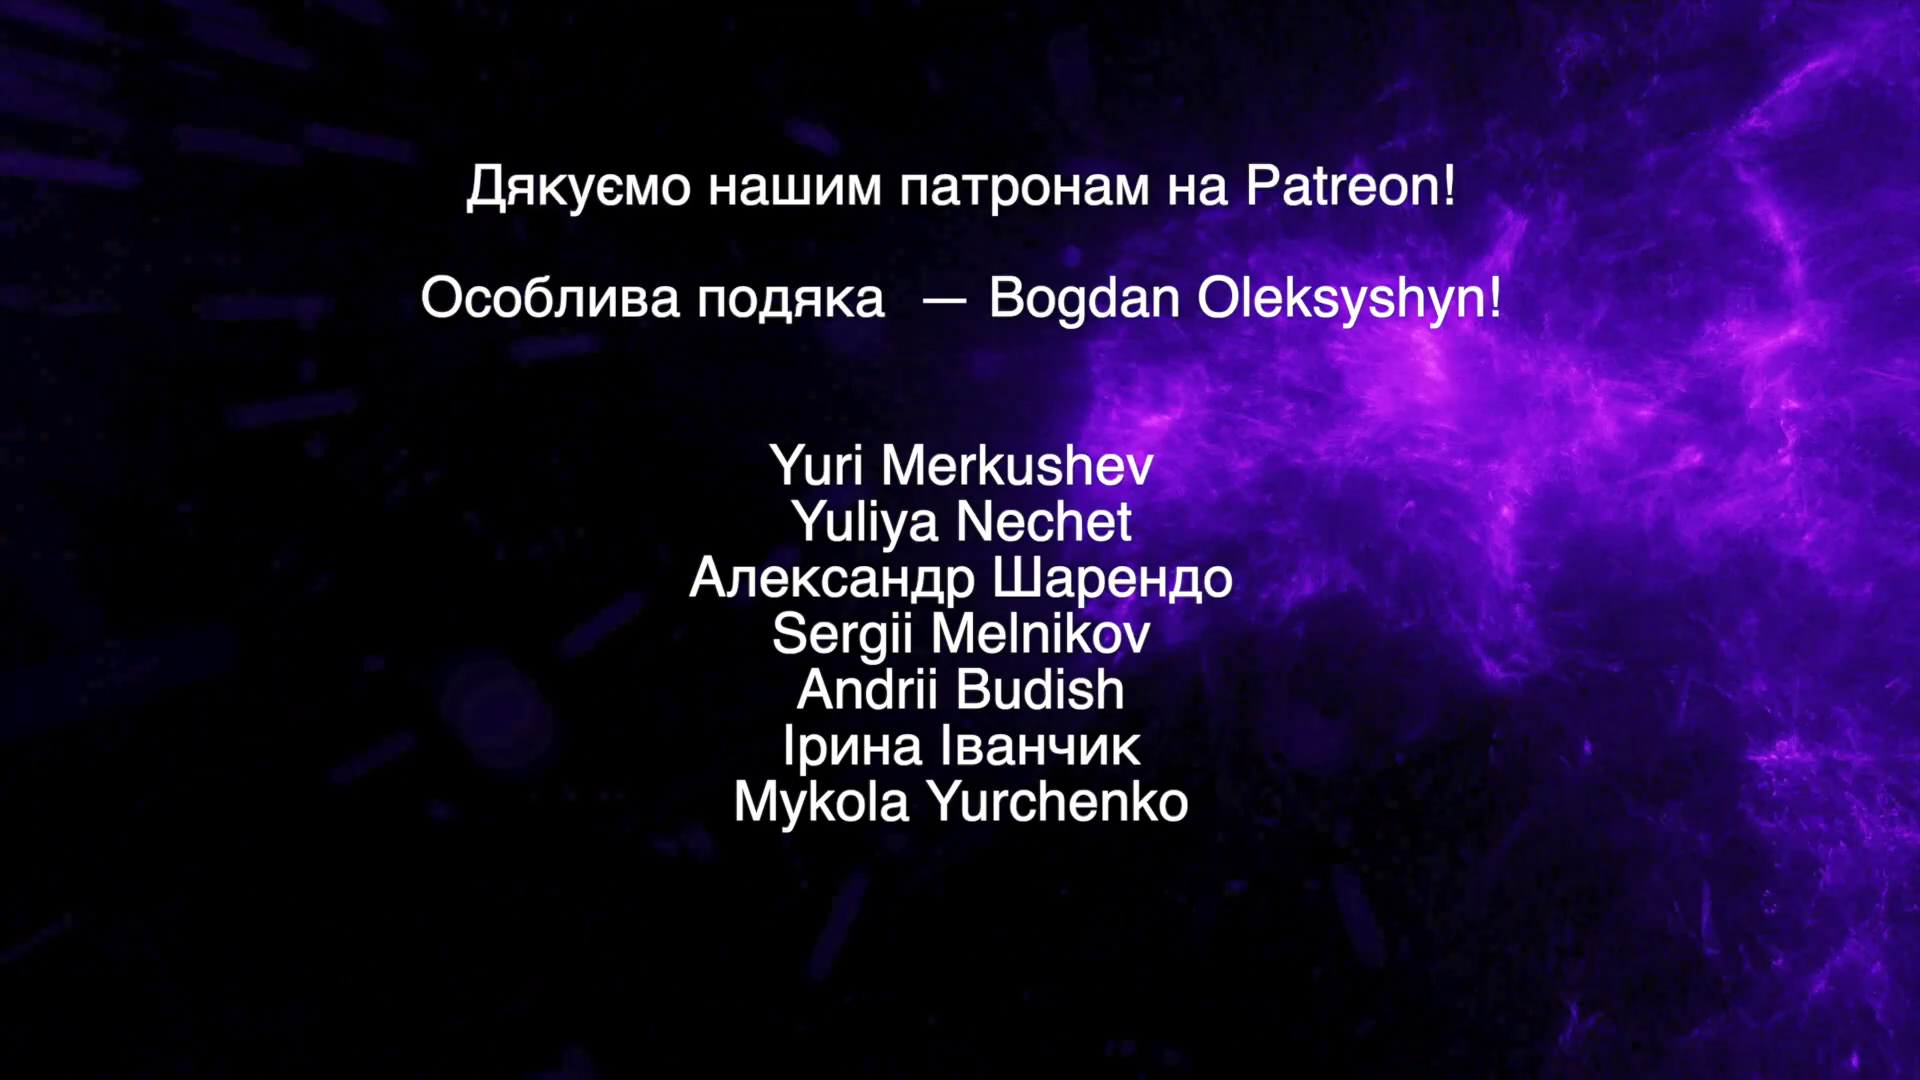 Дякуємо нашим патронам на Patreon!
Особлива подяка — Bogdan Oleksyshyn!
Yuri Merkushev
Yuliya Nechet
Александр Шарендо
Sergii Melnikov
Andrii Budish
Ірина Іванчик
Mykola Yurchenko